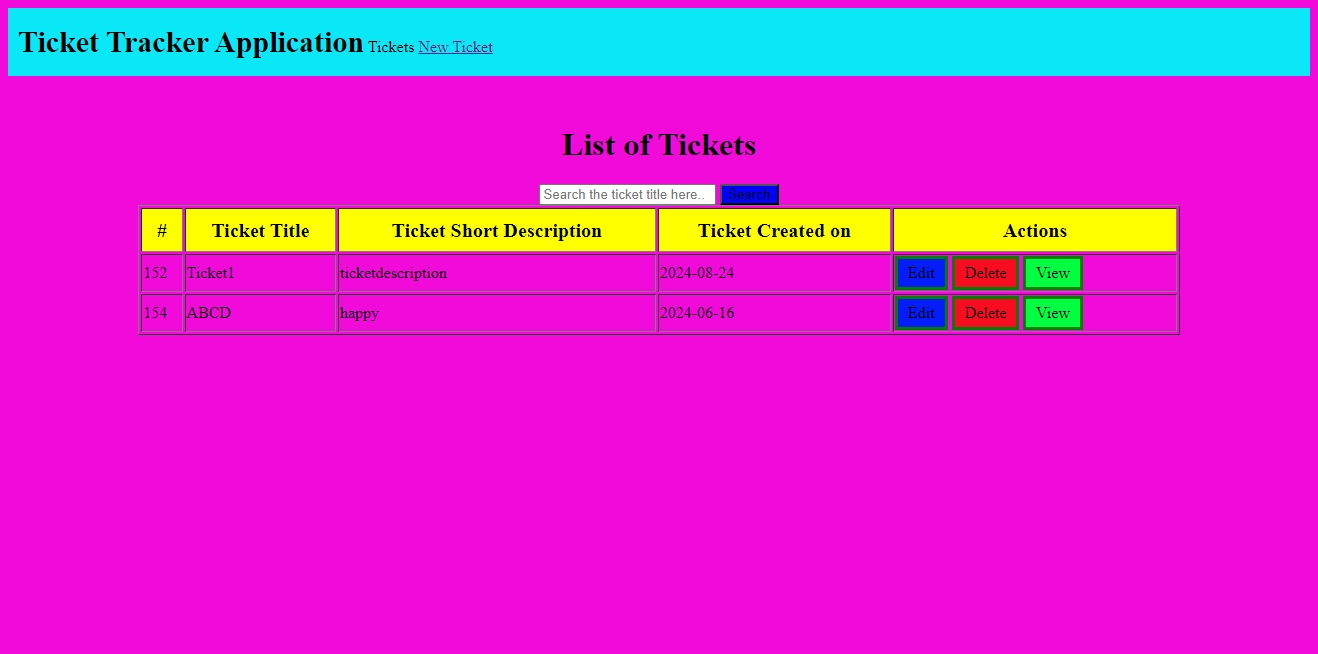 Ticket Tracker Application Tickets New Ticket
List of Tickets
Search the ticket title here.. Search
# Ticket Title Ticket Short Description Ticket Created on Actions
152 Ticket1 ticketdescription 2024-08-24 Edit Delete View
154 ABCD happy 2024-06-16 Edit Delete View